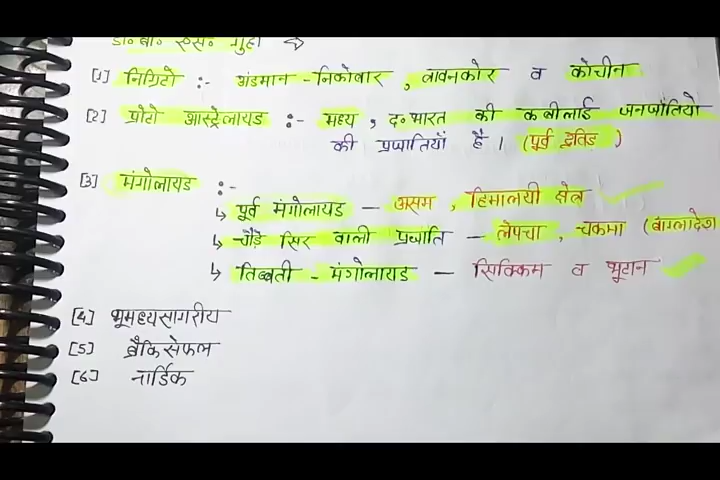 डा० बी० एस० गुहा →
[1] निग्रिटो :- अंडमान - निकोबार , त्रावनकोर व कोचीन
[2] प्रोटो आस्ट्रेलायड :- मध्य , द० भारत की कबीलाई जनजातियो
की प्रजातियाँ है । (पूर्व द्रविड़ )
[3] मंगोलायड :-
↳ पूर्व मंगोलायड — असम , हिमालयी क्षेत्र
↳ चौड़े सिर वाली प्रजाति - लेपचा , चकमा (बांग्लादेश
↳ तिब्बती - मंगोलायड — सिक्किम व भूटान
[4] भूमध्यसागरीय
[5] ब्रैकिसेफल
[6] नार्डिक